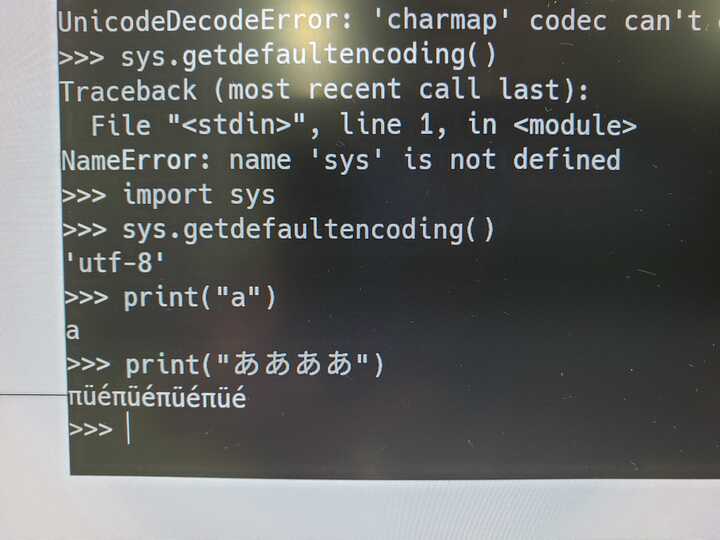 UnicodeDecodeError: 'charmap' codec can't
>>> sys.getdefaultencoding()
Traceback (most recent call last):
  File "<stdin>", line 1, in <module>
NameError: name 'sys' is not defined
>>> import sys
>>> sys.getdefaultencoding()
'utf-8'
>>> print("a")
a
>>> print("ああああ")
πüéπüéπüéπüé
>>>